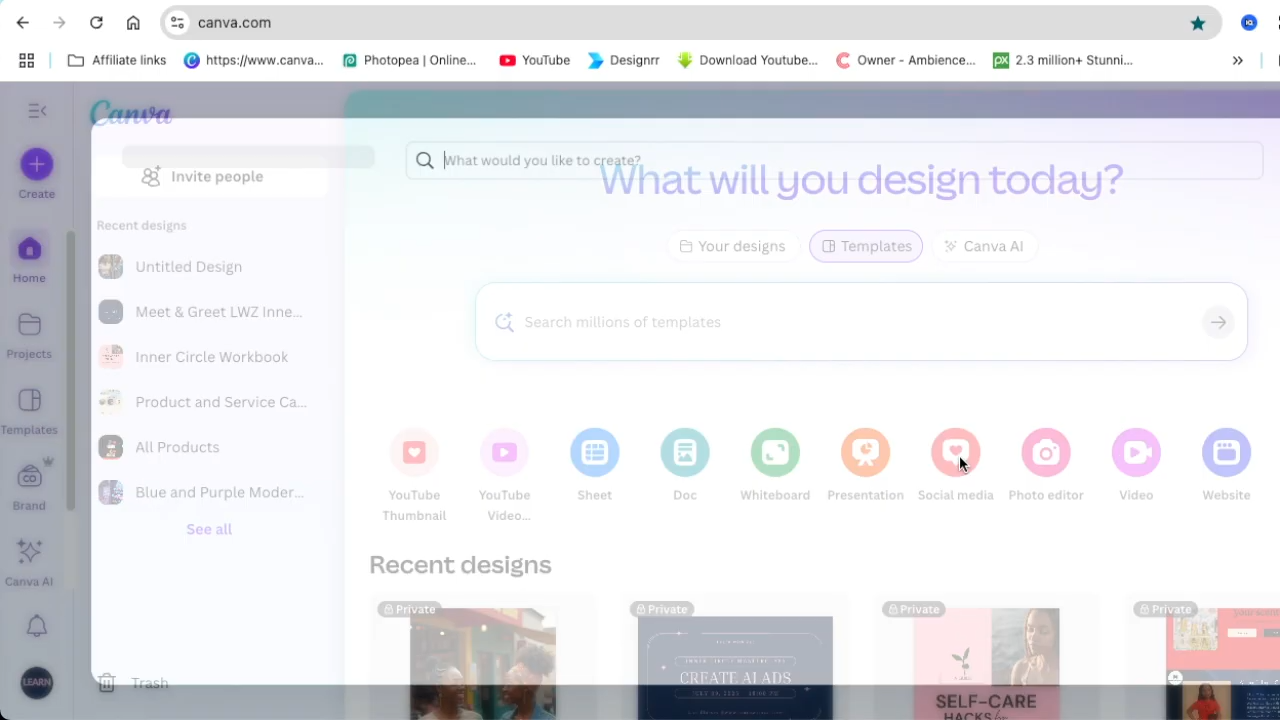 canva.com
Affiliate links
https://www.canva...
Photopea | Online...
YouTube
Designrr
Download Youtube...
Owner - Ambience...
2.3 million+ Stunni...
Canva
What would you like to create?
What will you design today?
Invite people
Create
Recent designs
Your designs
Templates
Canva AI
Home
Untitled Design
Meet & Greet LWZ Inne...
Search millions of templates
Projects
Inner Circle Workbook
Product and Service Ca...
Templates
All Products
Brand
Blue and Purple Moder...
YouTube
Thumbnail
YouTube
Video...
Sheet
Doc
Whiteboard
Presentation
Social media
Photo editor
Video
Website
See all
Canva AI
Recent designs
Private
Private
Private
Private
CREATE AI ADS
SELF-CARE
LEARN
Trash
HACKS for